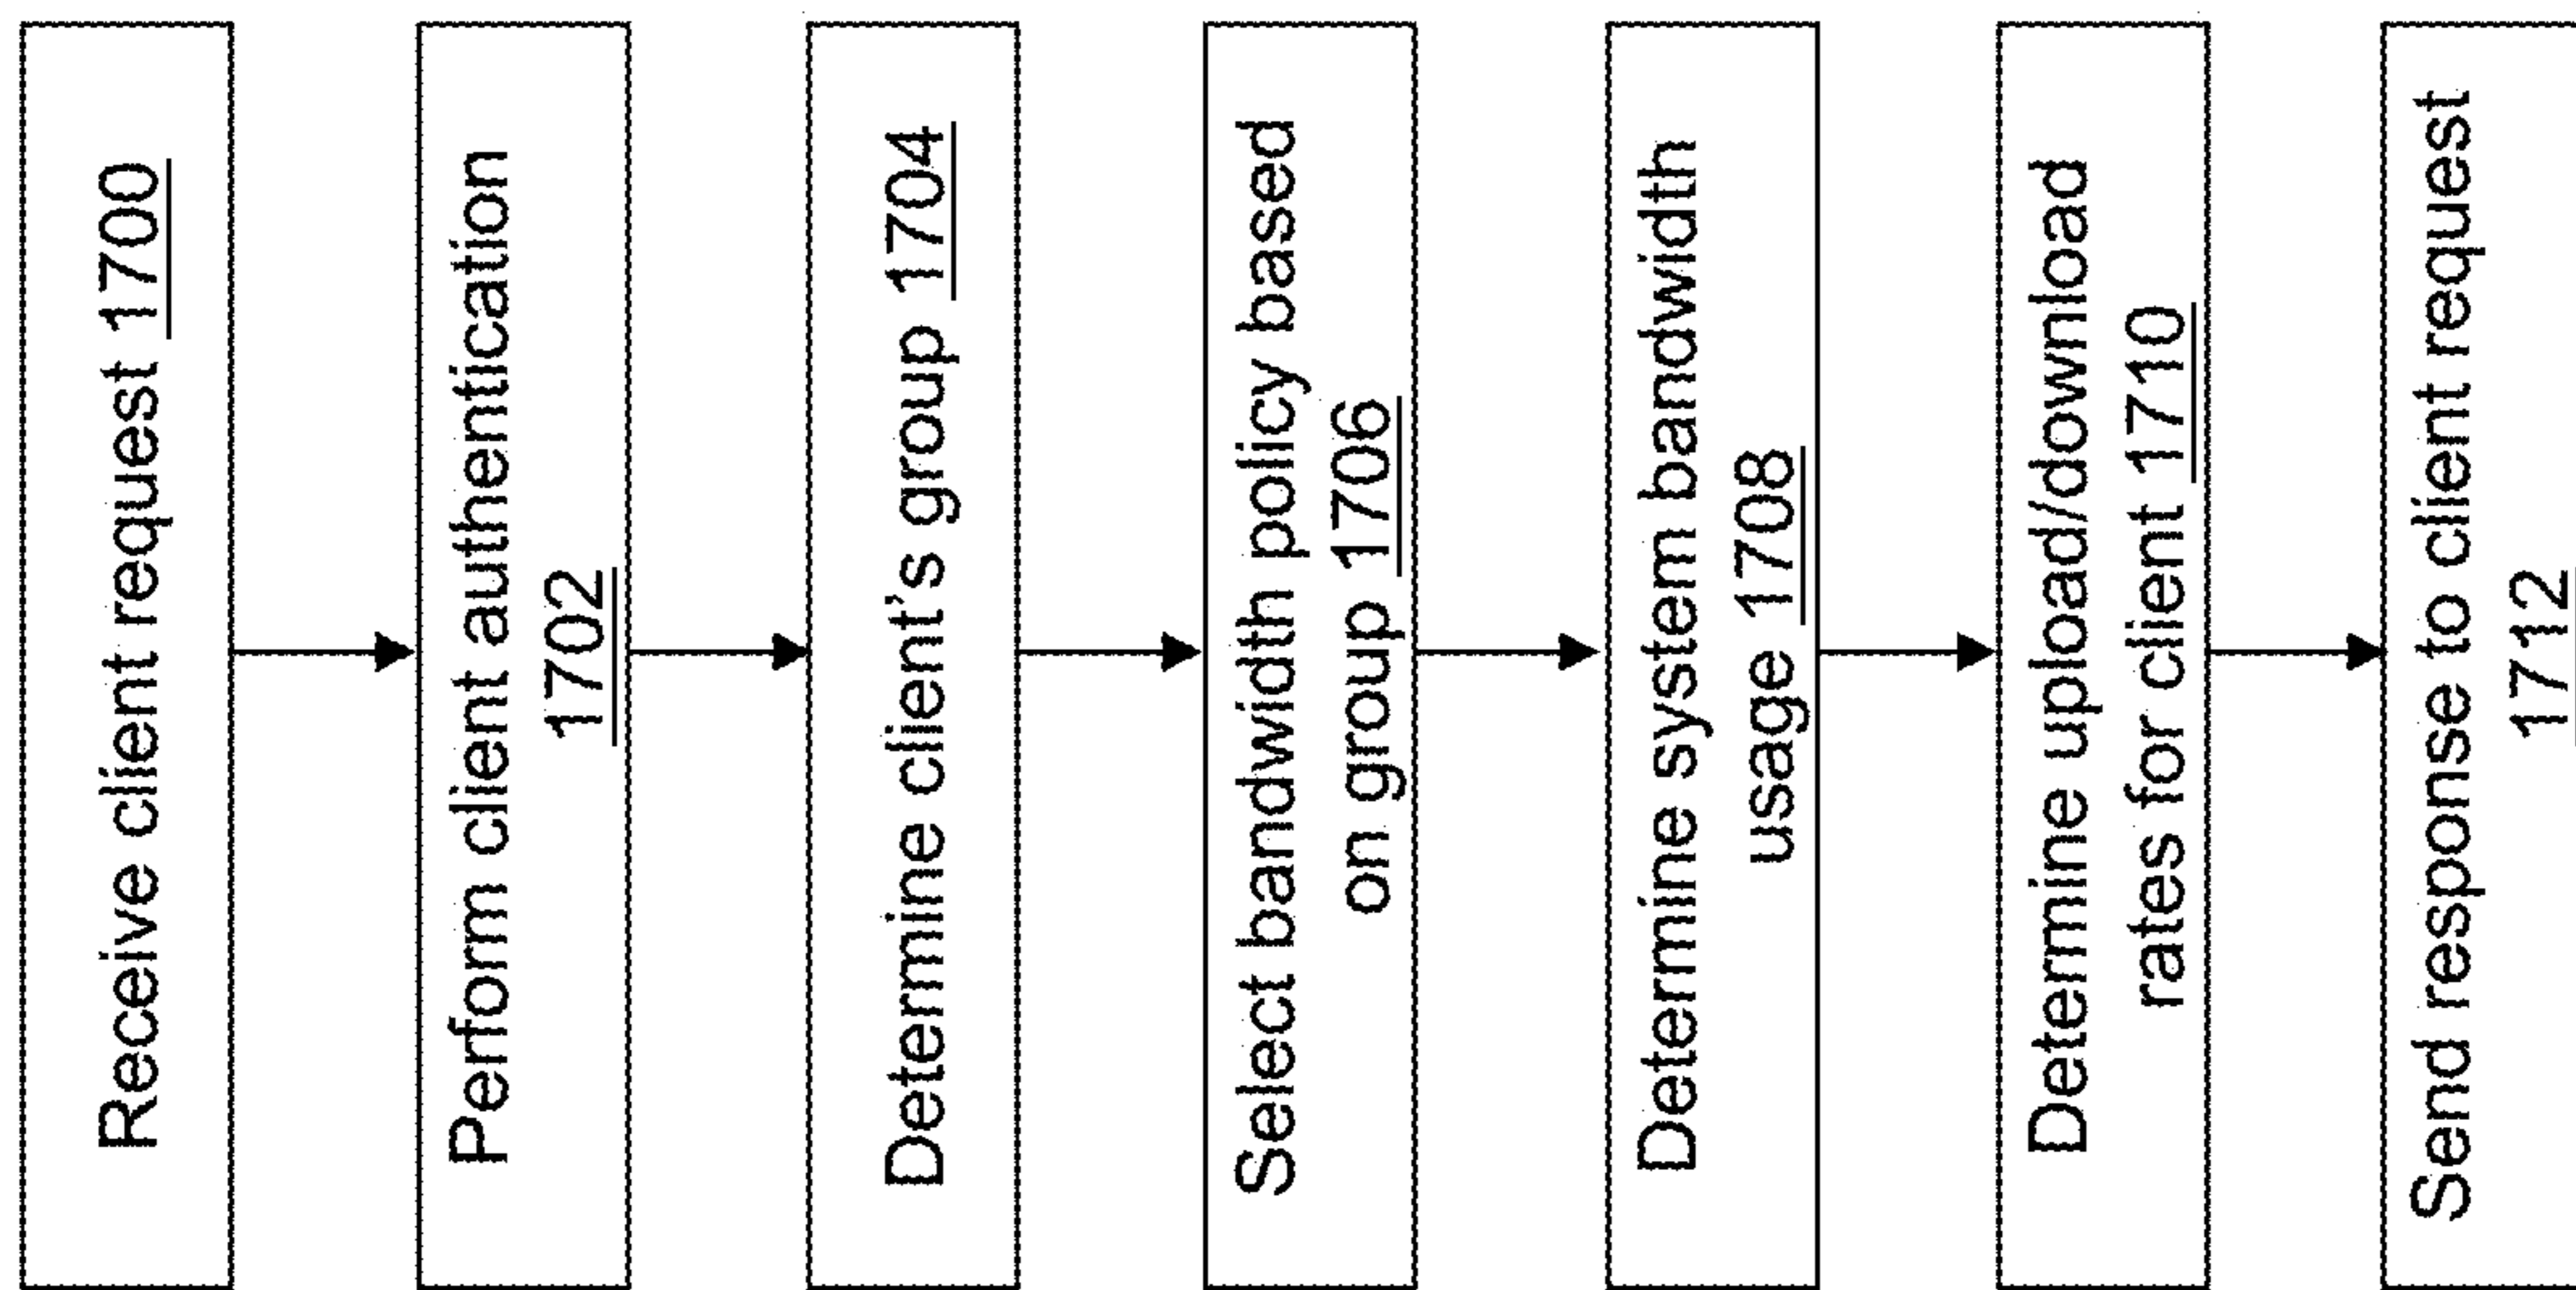 Receive client request 1700
Perform client authentication
1702
Determine client's group 1704
Select bandwidth policy based
on group 1706
Determine system bandwidth
usage 1708
Determine upload/download
rates for client 1710
Send response to client request
1712